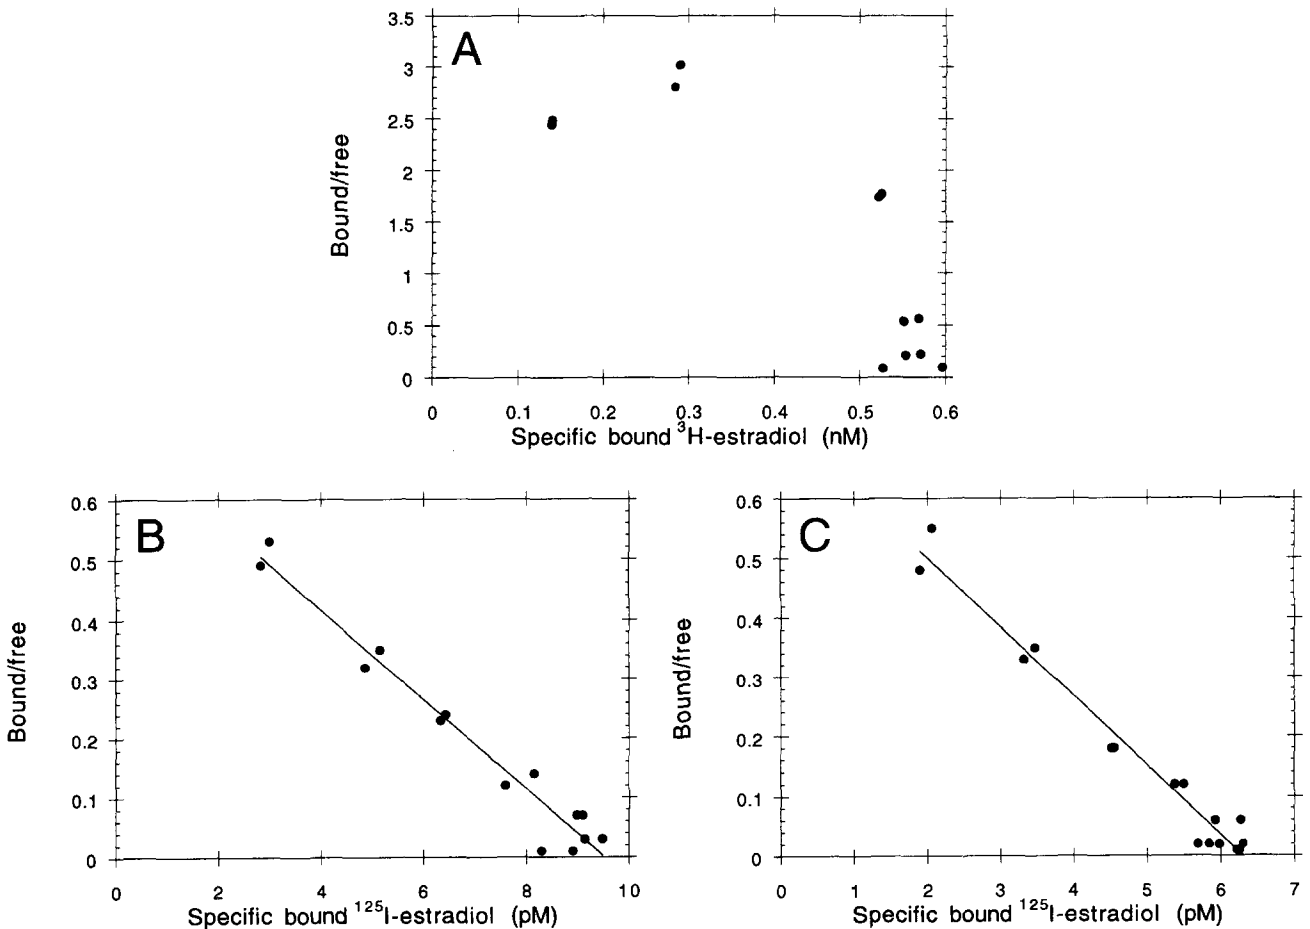 A
Bound/free
3.5
3
2.5
2
1.5
1
0.5
0
0 0.1 0.2 0.3 0.4 0.5 0.6
Specific bound ³H-estradiol (nM)
B
Bound/free
0.6
0.5
0.4
0.3
0.2
0.1
0
0 2 4 6 8 10
Specific bound ¹²⁵I-estradiol (pM)
C
Bound/free
0.6
0.5
0.4
0.3
0.2
0.1
0
0 1 2 3 4 5 6 7
Specific bound ¹²⁵I-estradiol (pM)